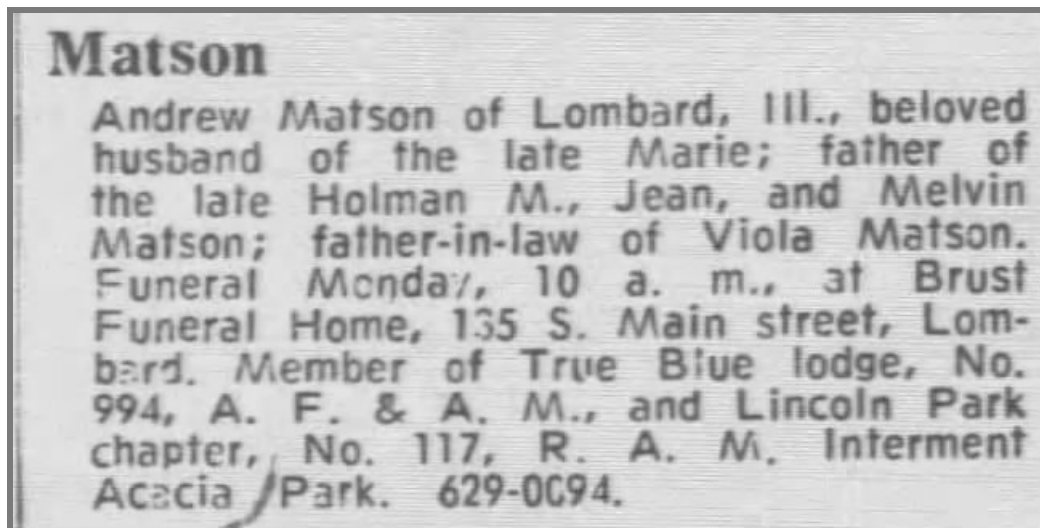 Matson
Andrew Matson of Lombard, Ill., beloved
husband of the late Marie; father of
the late Holman M., Jean, and Melvin
Matson; father-in-law of Viola Matson.
Funeral Monday, 10 a. m., at Brust
Funeral Home, 135 S. Main street, Lom-
bard. Member of True Blue lodge, No.
994, A. F. & A. M., and Lincoln Park
chapter, No. 117, R. A. M. Interment
Acacia Park. 629-0094.